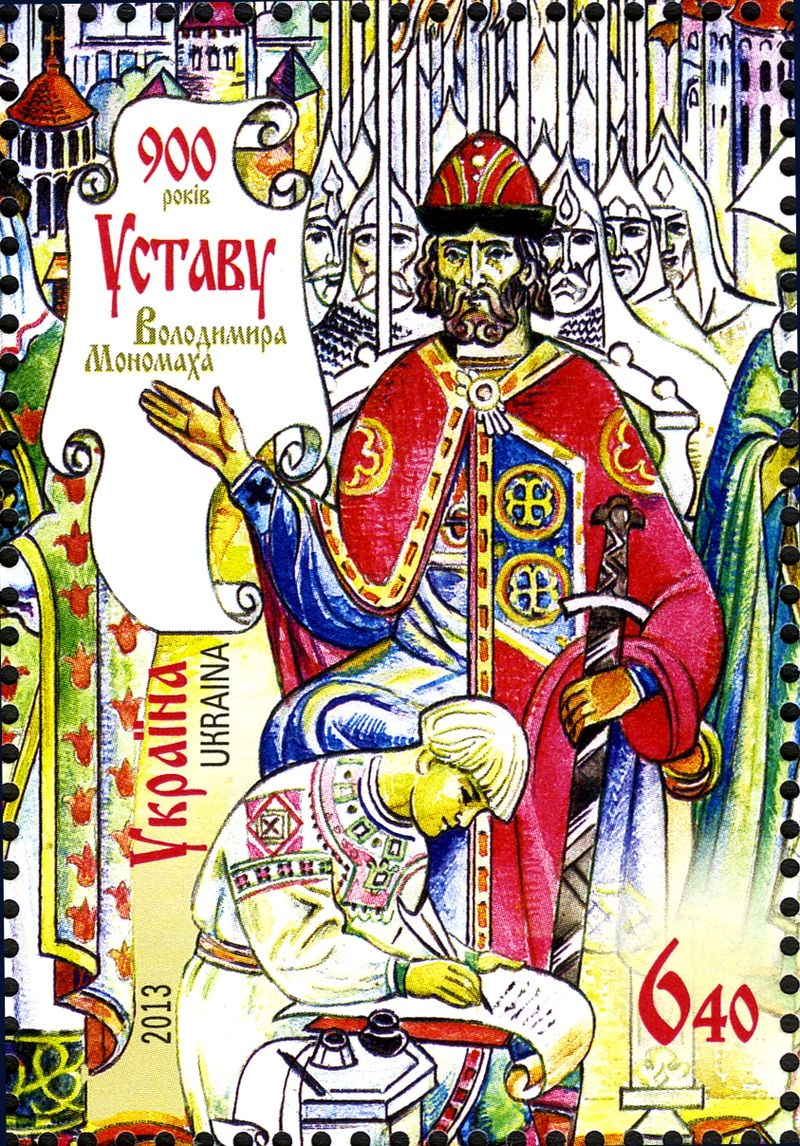 900
років
Уставу
Володимира
Мономаха
Україна
UKRAINA
2013
6 40